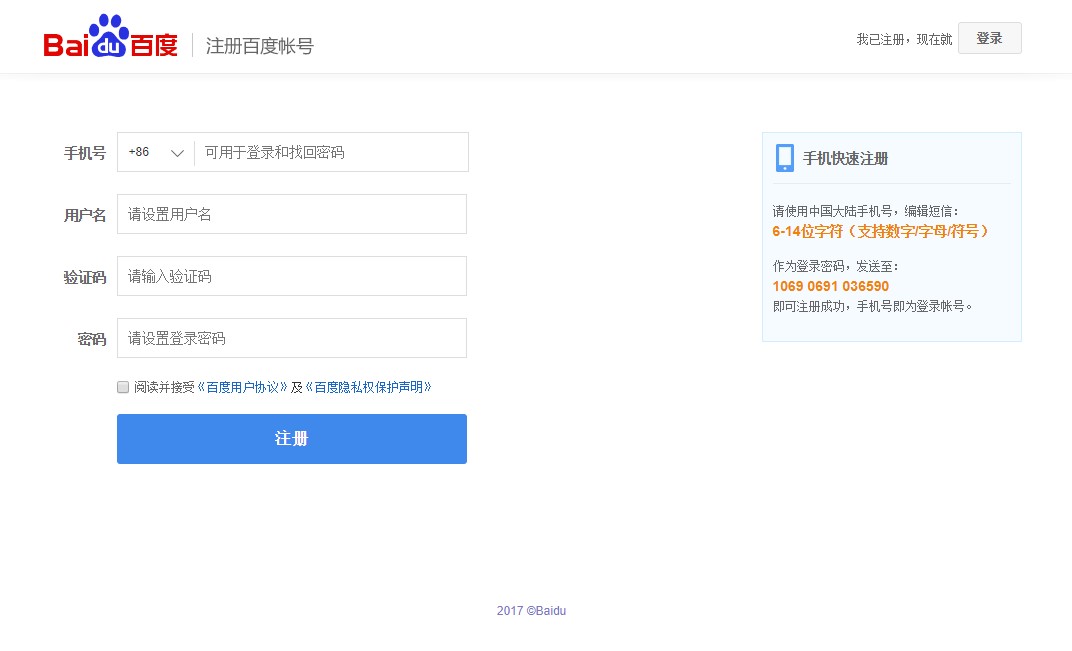 Baidu百度 注册百度帐号
我已注册，现在就 登录
手机号 +86 可用于登录和找回密码
用户名 请设置用户名
验证码 请输入验证码
密码 请设置登录密码
阅读并接受《百度用户协议》及《百度隐私权保护声明》
注册
手机快速注册
请使用中国大陆手机号，编辑短信：
6-14位字符（支持数字/字母/符号）
作为登录密码，发送至：
1069 0691 036590
即可注册成功，手机号即为登录帐号。
2017 ©Baidu